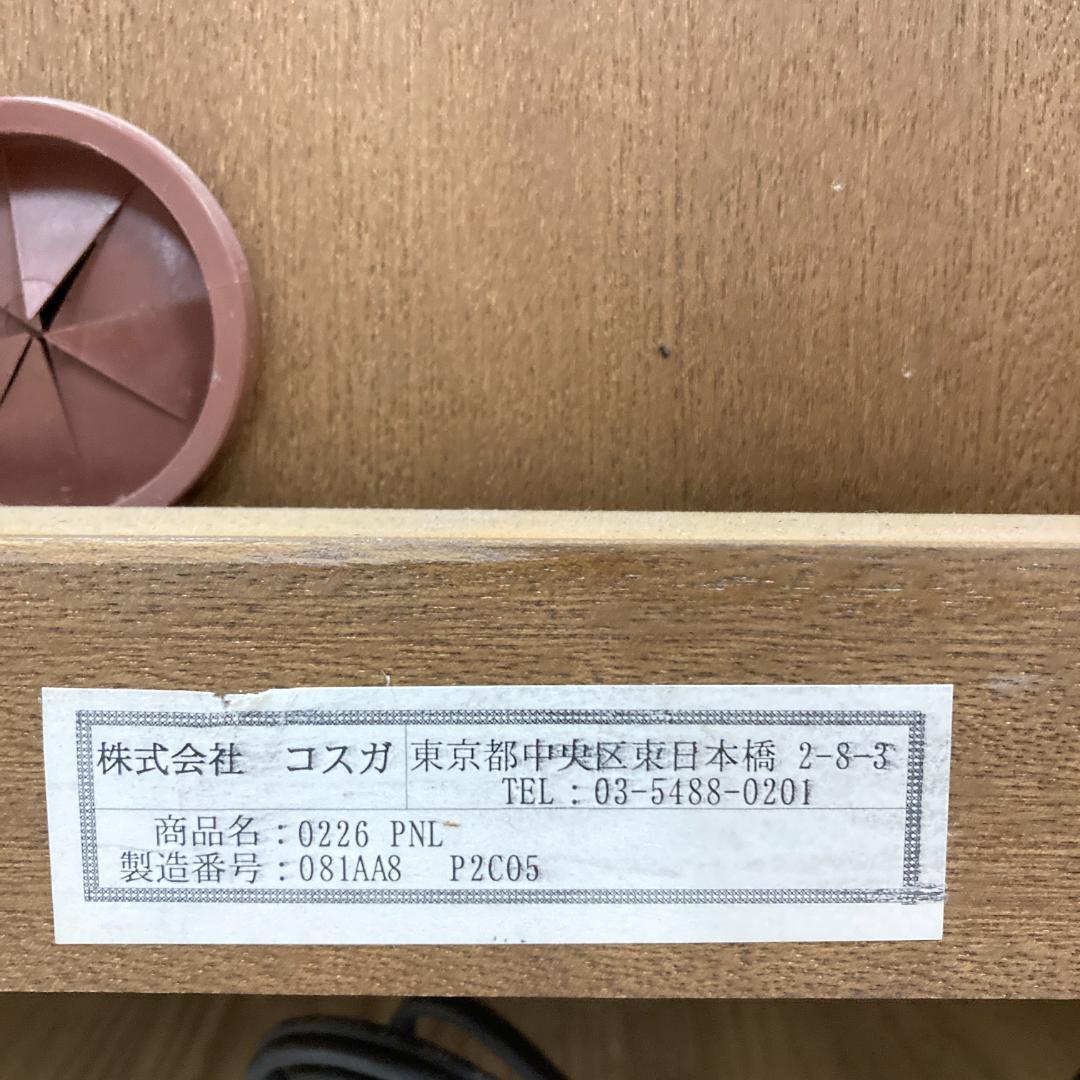 株式会社 コスガ
東京都中央区東日本橋 2-8-3
TEL：03-5488-0201
商品名：0226 PNL
製造番号：081AA8 P2C05